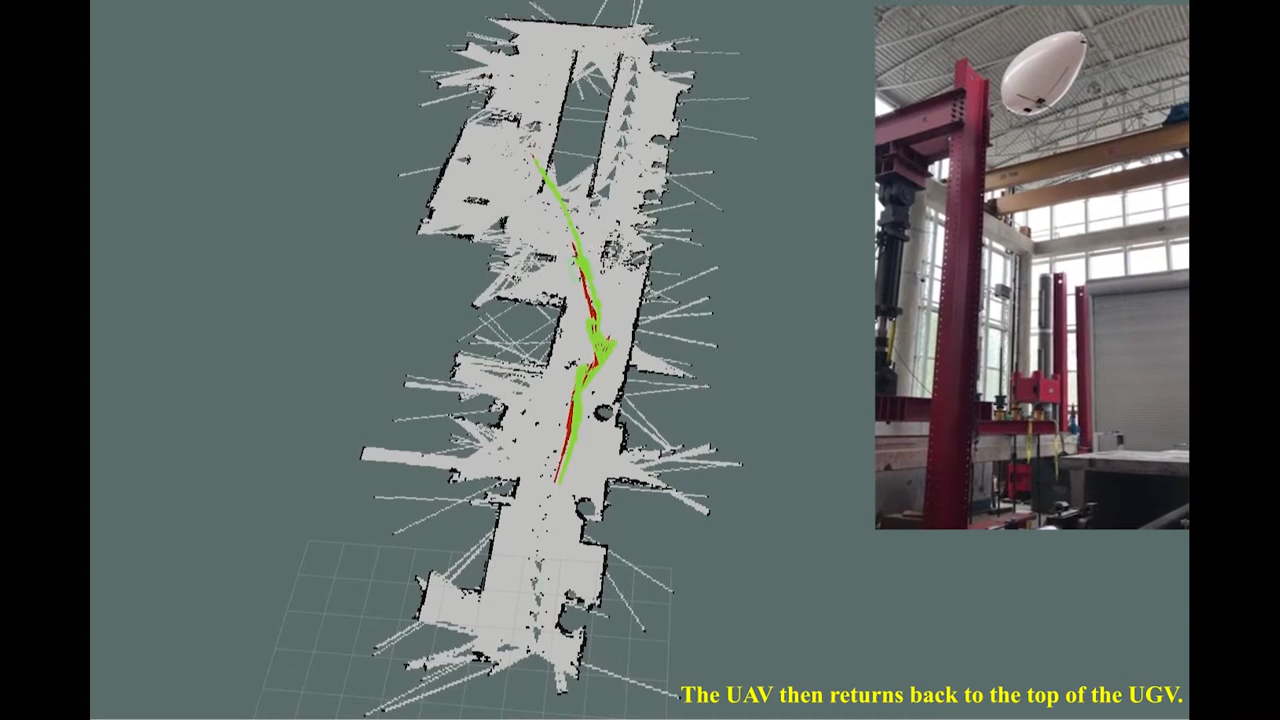 The UAV then returns back to the top of the UGV.